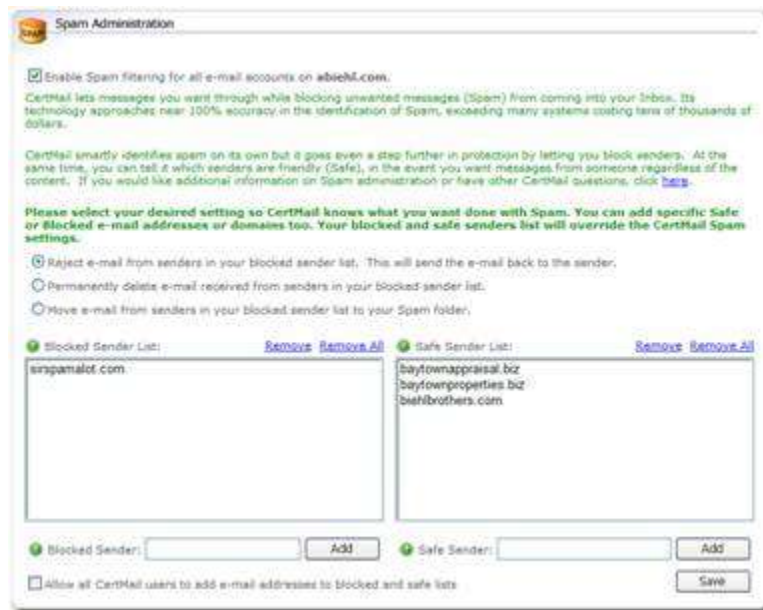 SPAM
Spam Administration
Enable Spam filtering for all e-mail accounts on abiehl.com.
CertMail lets messages you want through while blocking unwanted messages (Spam) from coming into your Inbox. Its
technology approaches near 100% accuracy in the identification of Spam, exceeding many systems costing tens of thousands of
dollars.
CertMail smartly identifies spam on its own but it goes even a step further in protection by letting you block senders. At the
same time, you can tell it which senders are friendly (Safe), in the event you want messages from someone regardless of the
content. If you would like additional information on Spam administration or have other CertMail questions, click here.
Please select your desired setting so CertMail knows what you want done with Spam. You can add specific Safe
or Blocked e-mail addresses or domains too. Your blocked and safe senders list will override the CertMail Spam
settings.
Reject e-mail from senders in your blocked sender list. This will send the e-mail back to the sender.
Permanently delete e-mail received from senders in your blocked sender list.
Move e-mail from senders in your blocked sender list to your Spam folder.
Blocked Sender List: Remove Remove All
sirspamalot.com
Safe Sender List: Remove Remove All
baytownappraisal.biz
baytownproperties.biz
biehlbrothers.com
Blocked Sender: Add
Safe Sender: Add
Allow all CertMail users to add e-mail addresses to blocked and safe lists
Save